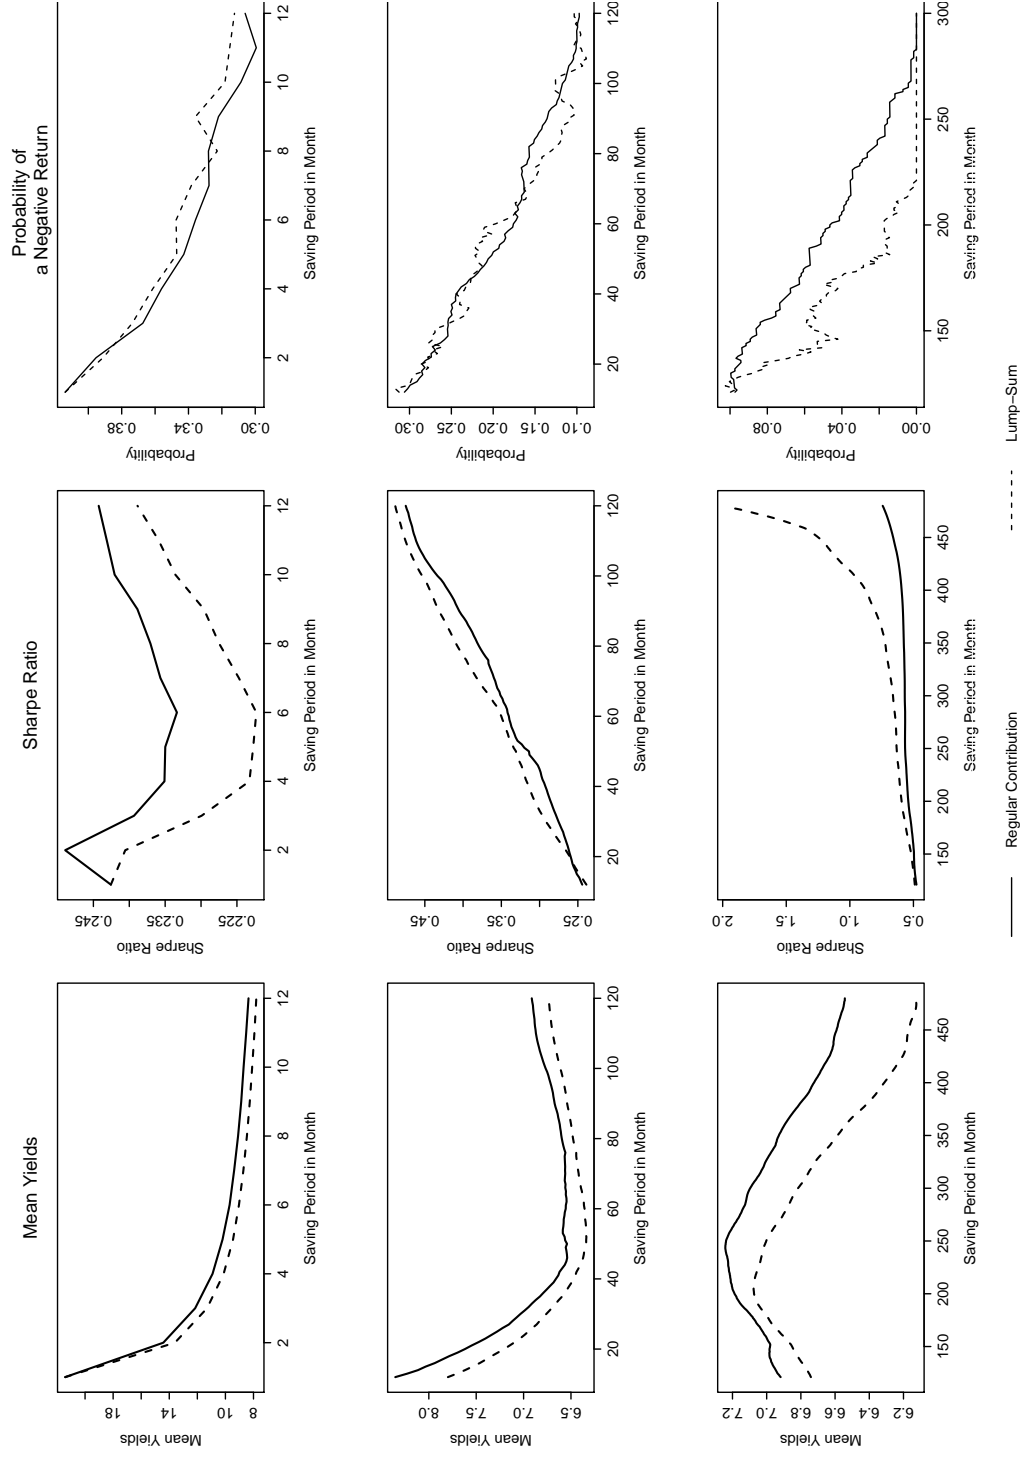 Mean Yields
Sharpe Ratio
Probability of
a Negative Return
Mean Yields
18
14
10
8
2 4 6 8 10 12
Saving Period in Month
Sharpe Ratio
0.245
0.235
0.225
2 4 6 8 10 12
Saving Period in Month
Probability
0.38
0.34
0.30
2 4 6 8 10 12
Saving Period in Month
Mean Yields
8.0
7.5
7.0
6.5
20 40 60 80 100 120
Saving Period in Month
Sharpe Ratio
0.45
0.35
0.25
20 40 60 80 100 120
Saving Period in Month
Probability
0.30
0.25
0.20
0.15
0.10
20 40 60 80 100 120
Saving Period in Month
Mean Yields
7.2
7.0
6.8
6.6
6.4
6.2
150 200 250 300 350 400 450
Saving Period in Month
Sharpe Ratio
2.0
1.5
1.0
0.5
150 200 250 300 350 400 450
Saving Period in Month
Probability
0.08
0.04
0.00
150 200 250 300
Saving Period in Month
Regular Contribution
Lump−Sum